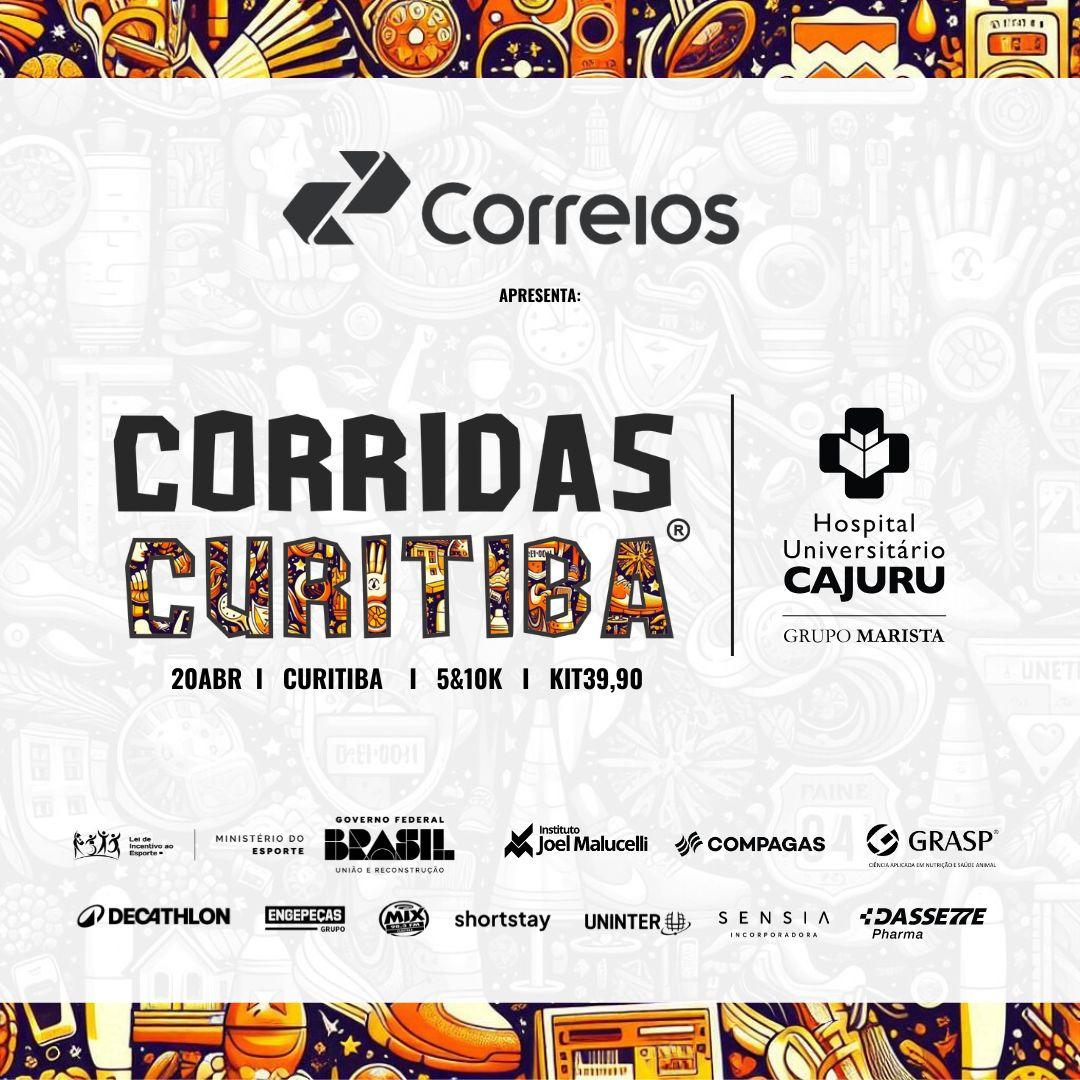 Correios
APRESENTA:
CORRIDAS
CURITIBA®
20ABR I CURITIBA I 5&10K I KIT39,90
Hospital
Universitário
CAJURU
GRUPO MARISTA
Lei de
Incentivo ao
Esporte
MINISTÉRIO DO
ESPORTE
GOVERNO FEDERAL
BRASIL
UNIÃO E RECONSTRUÇÃO
Instituto
Joel Malucelli
COMPAGAS
GRASP®
CIÊNCIA APLICADA EM NUTRIÇÃO E SAÚDE ANIMAL
DECATHLON
ENGEPEÇAS
GRUPO
MIX
shortstay
UNINTER
SENSIA
INCORPORADORA
DASSETTE
Pharma